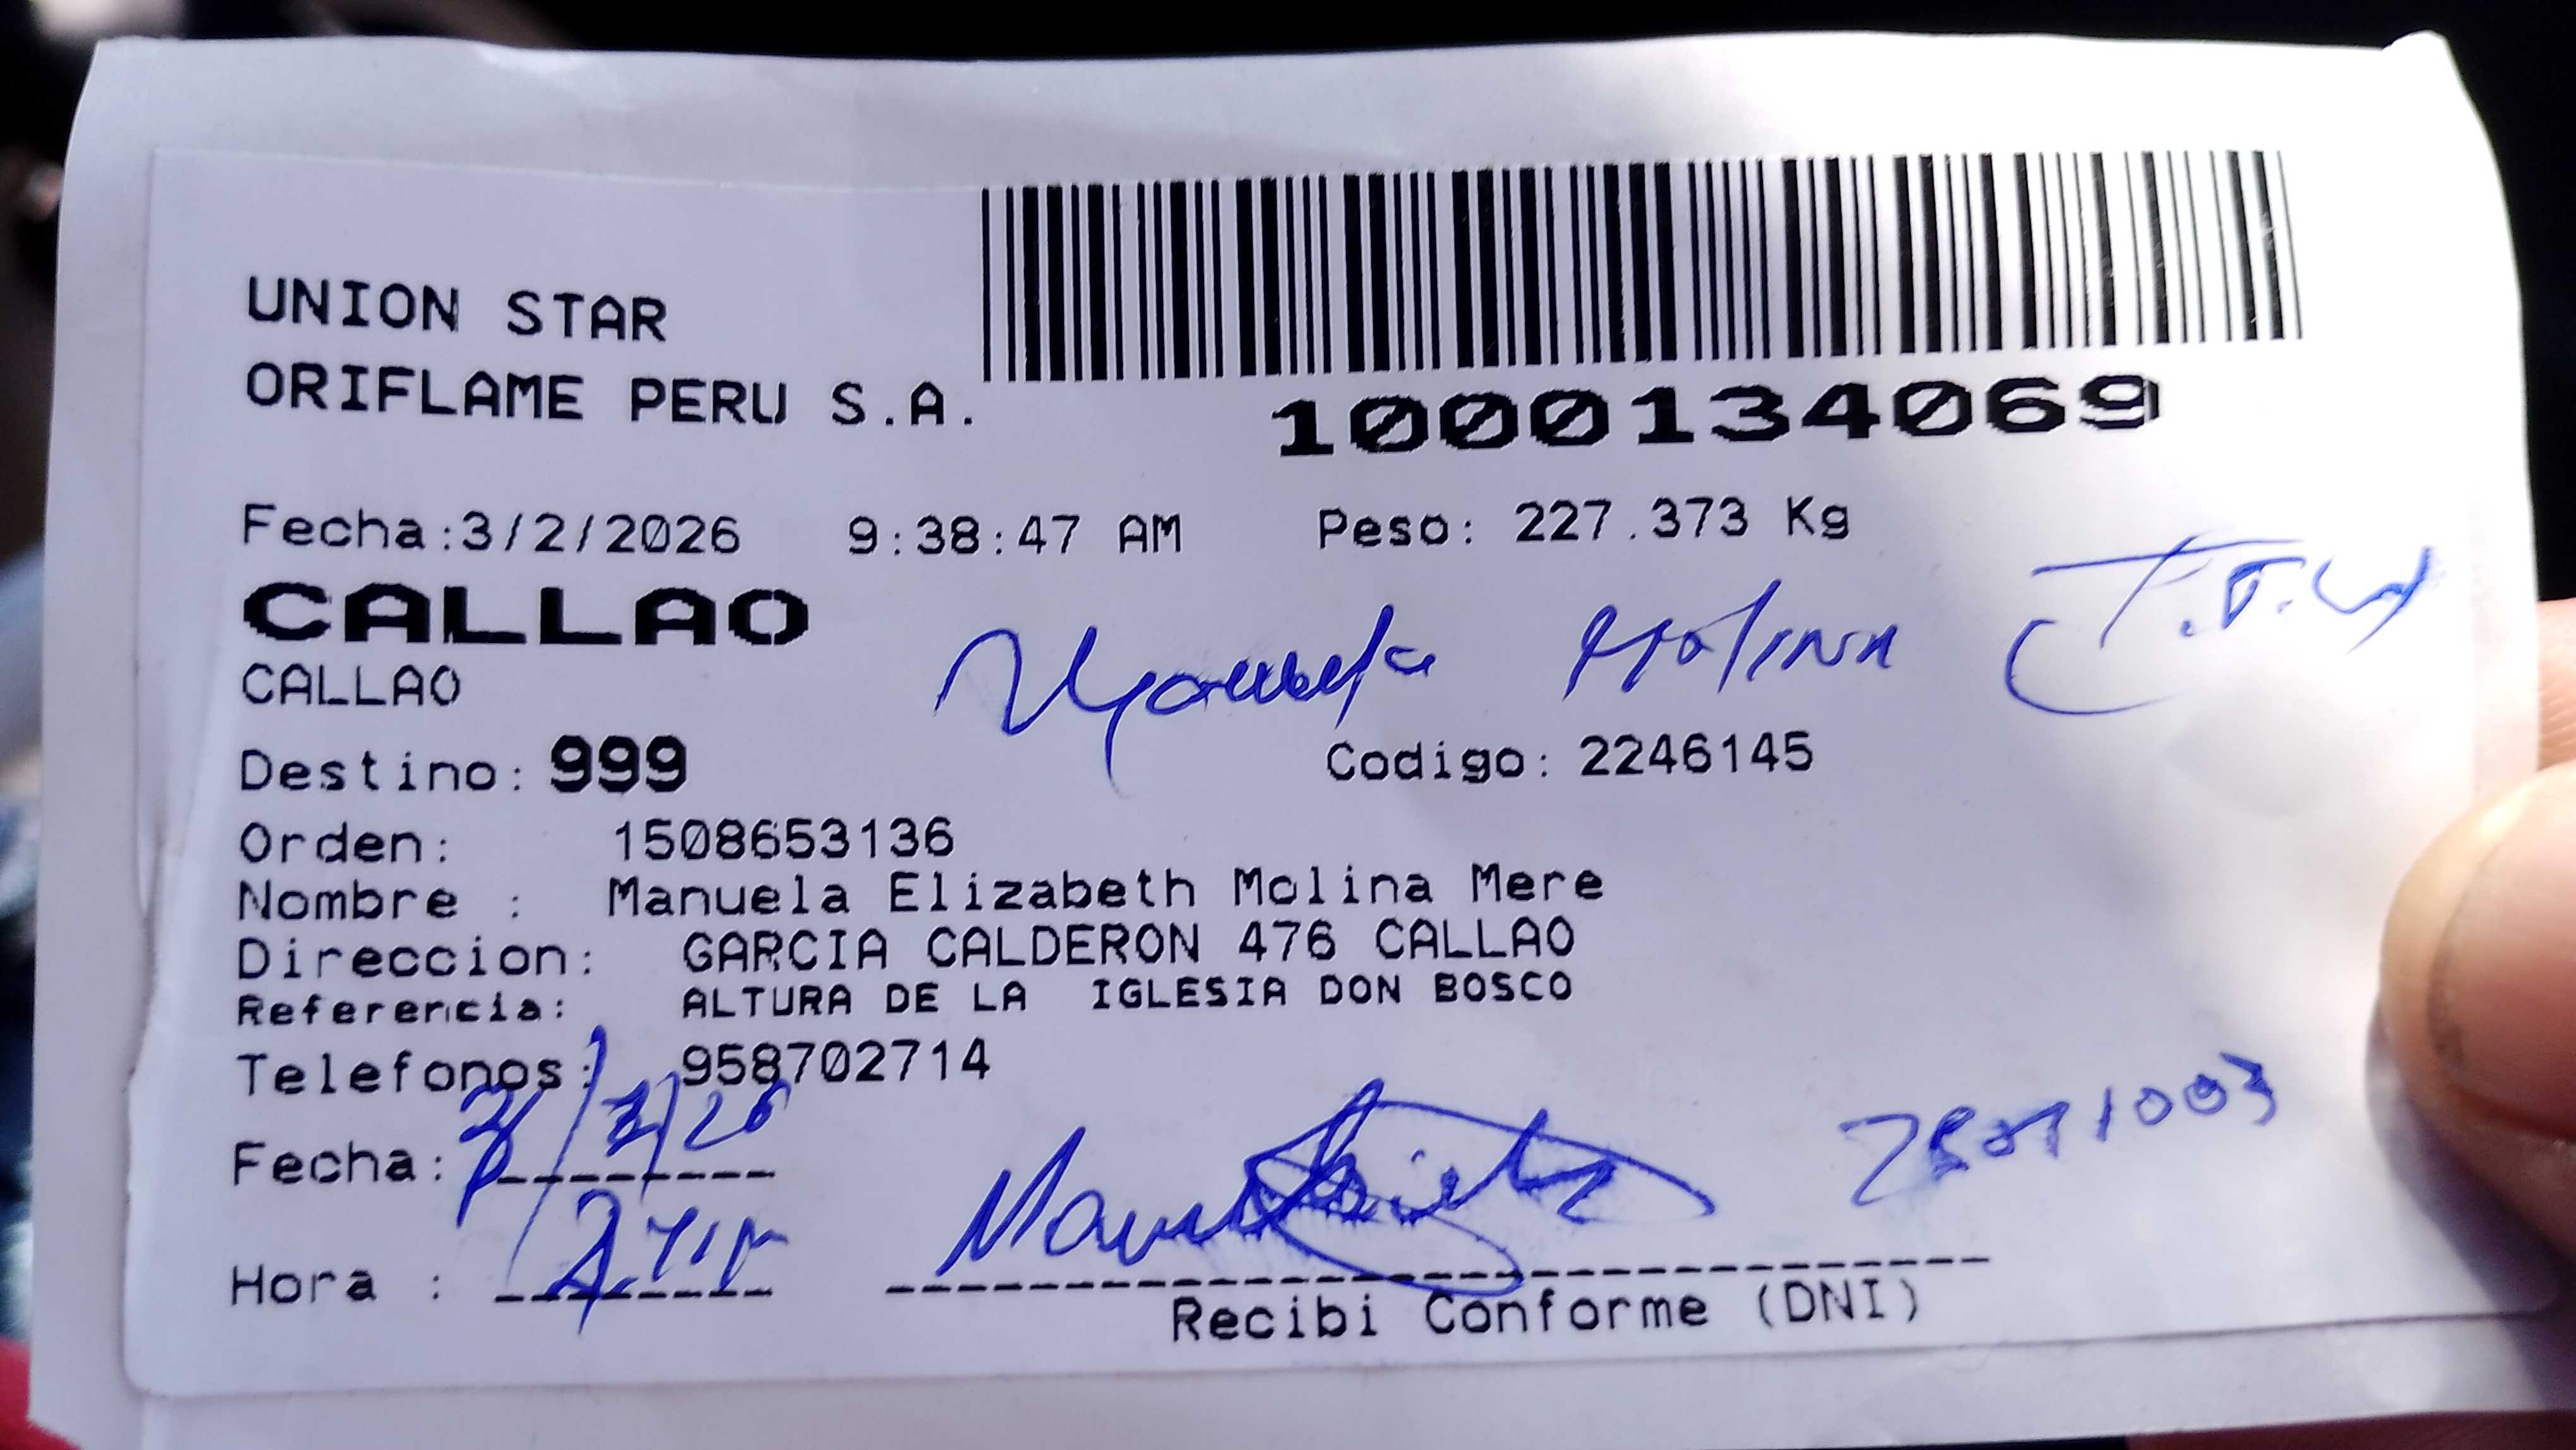 UNION STAR
ORIFLAME PERU S.A.
1000134069
Fecha:3/2/2026 9:38:47 AM Peso: 227.373 Kg
CALLAO
CALLAO
Manuela Molina
Destino: 999 Codigo: 2246145
Orden: 1508653136
Nombre : Manuela Elizabeth Molina Mere
Direccion: GARCIA CALDERON 476 CALLAO
Referencia: ALTURA DE LA IGLESIA DON BOSCO
Telefonos: 958702714
Fecha:
Hora :
Recibi Conforme (DNI)